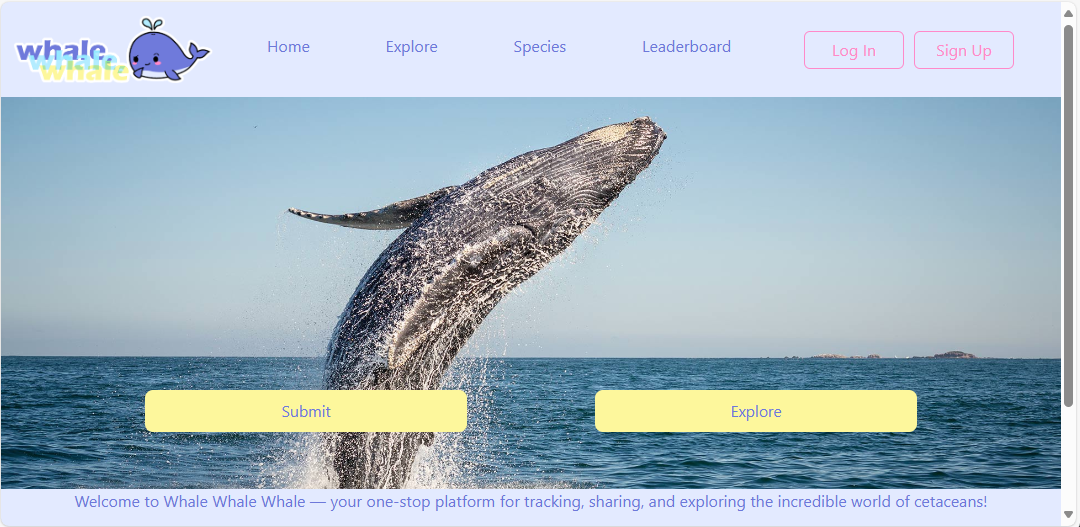 whale,
whale,
whale
Home
Explore
Species
Leaderboard
Log In
Sign Up
Submit
Explore
Welcome to Whale Whale Whale — your one-stop platform for tracking, sharing, and exploring the incredible world of cetaceans!